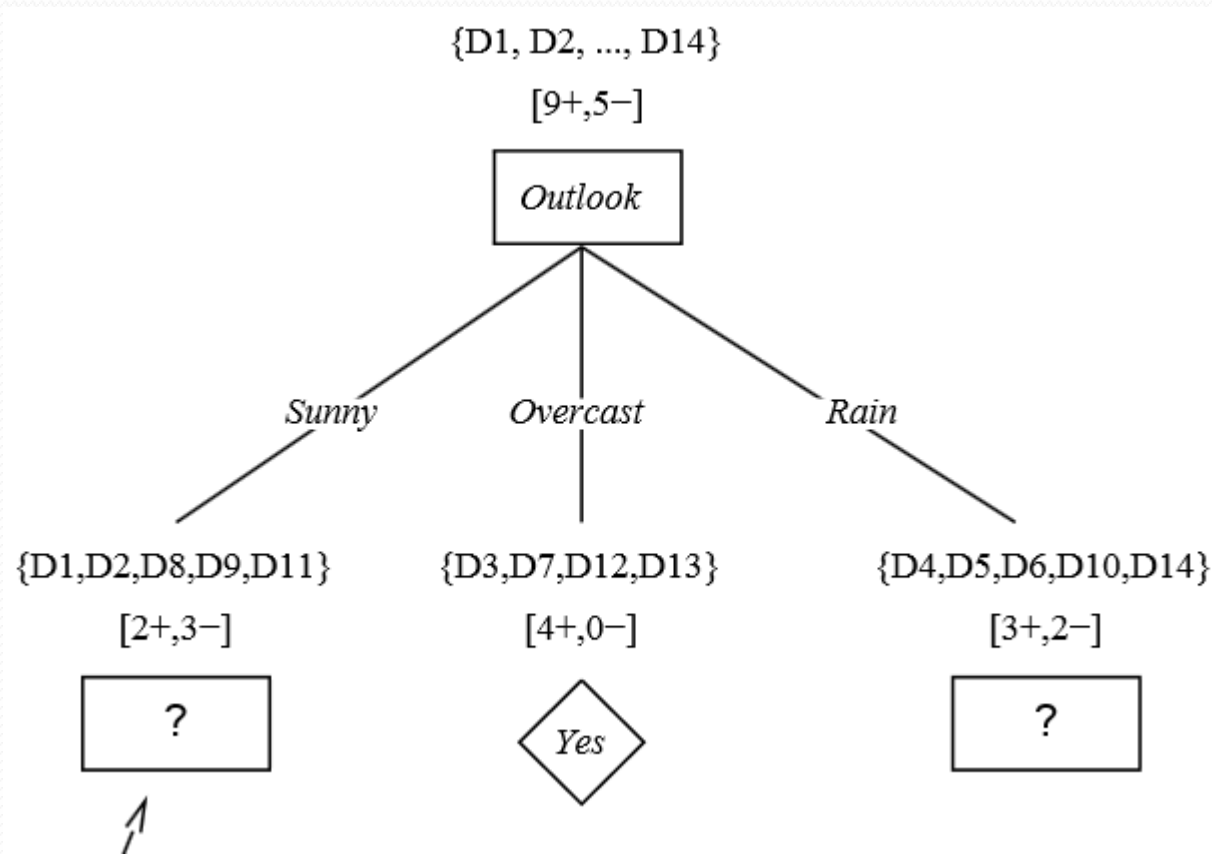 {D1, D2, ..., D14}
[9+,5−]
Outlook
Sunny Overcast Rain
{D1,D2,D8,D9,D11} {D3,D7,D12,D13} {D4,D5,D6,D10,D14}
[2+,3−] [4+,0−] [3+,2−]
? Yes ?